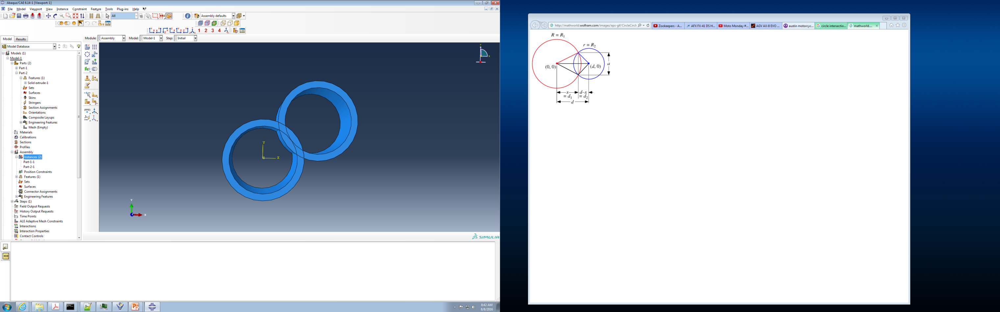 Abaqus/CAE 6.14-1 [Viewport: 1]
File Model Viewport View Instance Constraint Feature Tools Plug-ins Help
All
Assembly defaults
1 2 3 4
Model Results
Module: Assembly Model: Model-1 Step: Initial
Model Database
Models (1)
Model-1
Parts (2)
Part-1
Part-2
Features (1)
Solid extrude-1
Sets
Surfaces
Skins
Stringers
Section Assignments
Orientations
Composite Layups
Engineering Features
Mesh (Empty)
Materials
Calibrations
Sections
Profiles
Assembly
Instances (2)
Part-1-1
Part-2-1
Position Constraints
Features (1)
Sets
Surfaces
Connector Assignments
Engineering Features
Steps (1)
Field Output Requests
History Output Requests
Time Points
ALE Adaptive Mesh Constraints
Interactions
Interaction Properties
Contact Controls
(XYZ)
Y
X
Y
Z X
Y
X
SIMULIA
>>>
8:42 AM
8/8/2016
http://mathworld.wolfram.com/images/eps-gif/CircleCircl
Zookeepers - A...
AFX FX-41 DS H...
Moto Monday #...
AGV AX-8 EVO ...
austin motorcyc...
circle intersectio...
mathworld....
R = R1
r = R2
a
(0, 0)
(d, 0)
x d-x
= d1 = d2
d